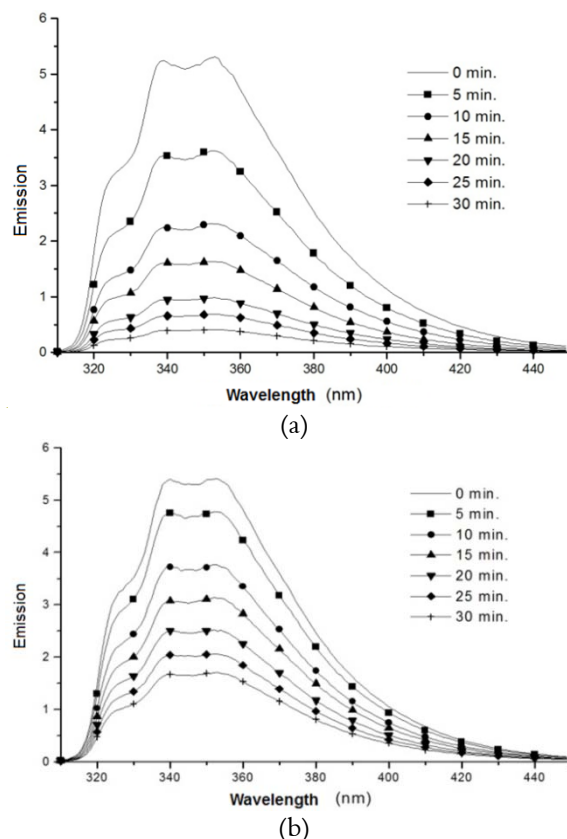 6
5
4
3
2
1
0
Emission
320 340 360 380 400 420 440
Wavelength (nm)
0 min.
5 min.
10 min.
15 min.
20 min.
25 min.
30 min.
(a)
6
5
4
3
2
1
0
Emission
320 340 360 380 400 420 440
Wavelength (nm)
0 min.
5 min.
10 min.
15 min.
20 min.
25 min.
30 min.
(b)